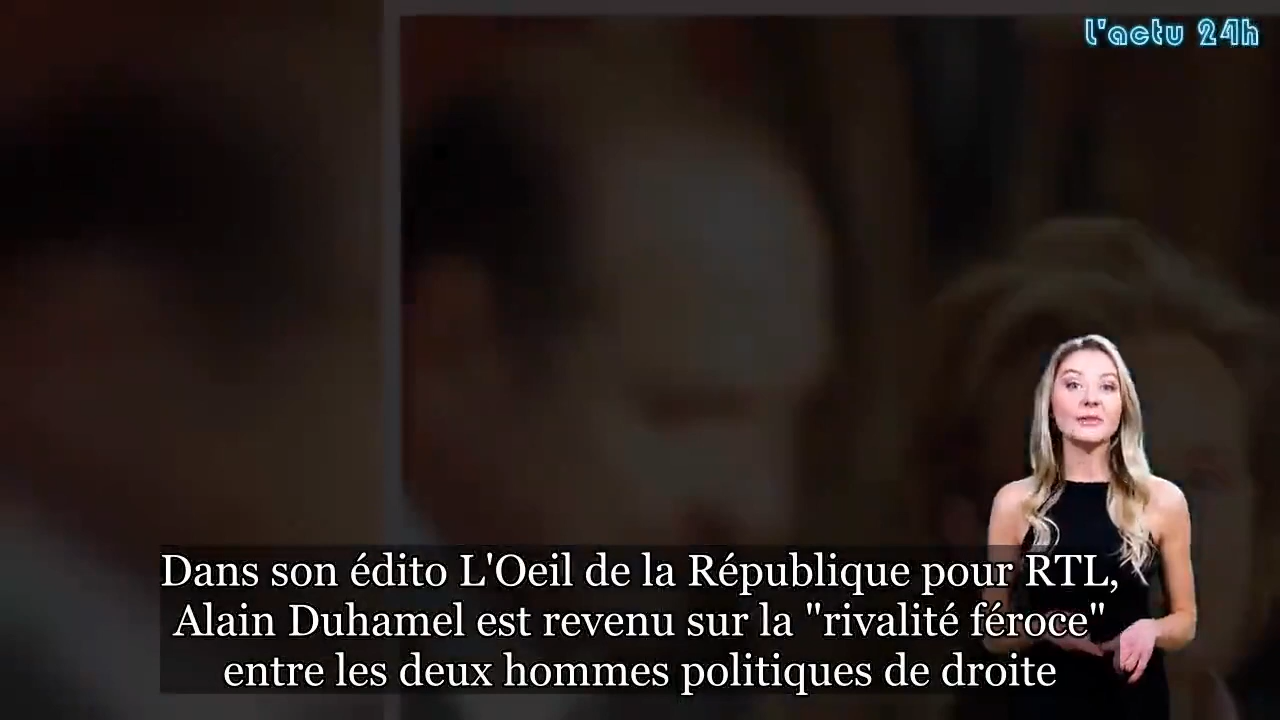 l'actu 24h
Dans son édito L'Oeil de la République pour RTL,
Alain Duhamel est revenu sur la "rivalité féroce"
entre les deux hommes politiques de droite